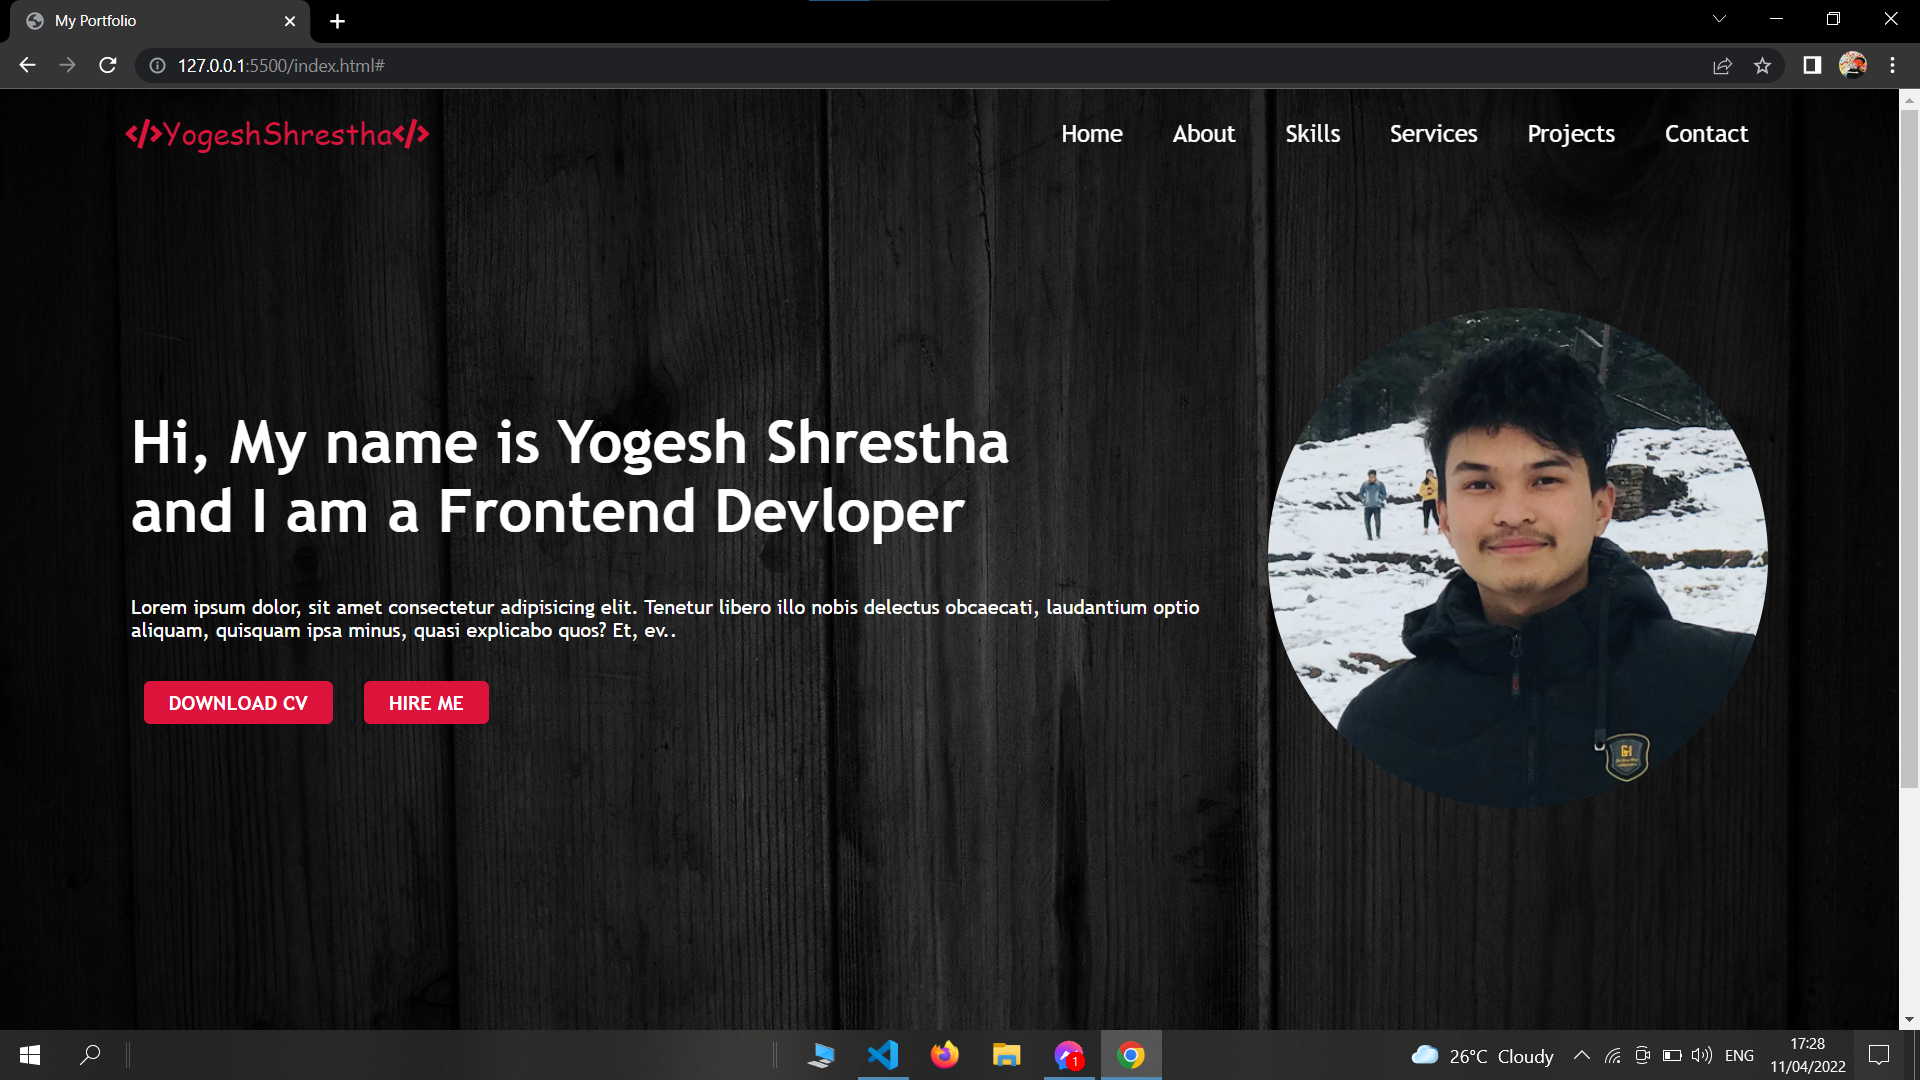 My Portfolio
127.0.0.1:5500/index.html#
</>YogeshShrestha</>
Home About Skills Services Projects Contact
Hi, My name is Yogesh Shrestha
and I am a Frontend Devloper
Lorem ipsum dolor, sit amet consectetur adipisicing elit. Tenetur libero illo nobis delectus obcaecati, laudantium optio
aliquam, quisquam ipsa minus, quasi explicabo quos? Et, ev..
DOWNLOAD CV HIRE ME
GH
1
26°C Cloudy
ENG
17:28
11/04/2022